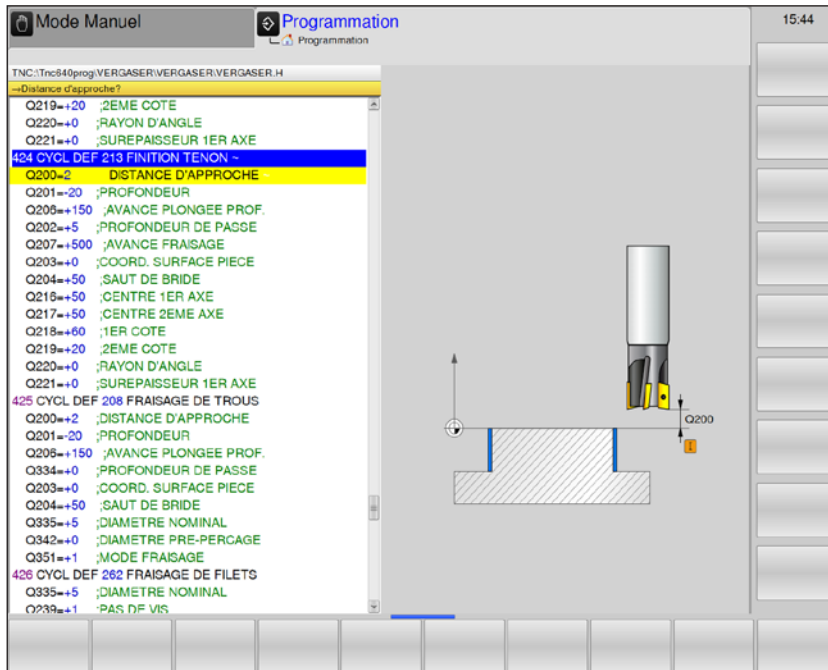 Mode Manuel
Programmation
Programmation
15:44
TNC:\Tnc640prog\VERGASER\VERGASER\VERGASER.H
→Distance d'approche?
Q219=+20 ;2EME COTE
Q220=+0 ;RAYON D'ANGLE
Q221=+0 ;SUREPAISSEUR 1ER AXE
424 CYCL DEF 213 FINITION TENON ~
Q200=2 DISTANCE D'APPROCHE ~
Q201=-20 ;PROFONDEUR
Q206=+150 ;AVANCE PLONGEE PROF.
Q202=+5 ;PROFONDEUR DE PASSE
Q207=+500 ;AVANCE FRAISAGE
Q203=+0 ;COORD. SURFACE PIECE
Q204=+50 ;SAUT DE BRIDE
Q216=+50 ;CENTRE 1ER AXE
Q217=+50 ;CENTRE 2EME AXE
Q218=+60 ;1ER COTE
Q219=+20 ;2EME COTE
Q220=+0 ;RAYON D'ANGLE
Q221=+0 ;SUREPAISSEUR 1ER AXE
425 CYCL DEF 208 FRAISAGE DE TROUS
Q200=+2 ;DISTANCE D'APPROCHE
Q201=-20 ;PROFONDEUR
Q206=+150 ;AVANCE PLONGEE PROF.
Q334=+0 ;PROFONDEUR DE PASSE
Q203=+0 ;COORD. SURFACE PIECE
Q204=+50 ;SAUT DE BRIDE
Q335=+5 ;DIAMETRE NOMINAL
Q342=+0 ;DIAMETRE PRE-PERCAGE
Q351=+1 ;MODE FRAISAGE
426 CYCL DEF 262 FRAISAGE DE FILETS
Q335=+5 ;DIAMETRE NOMINAL
Q239=+1 ;PAS DE VIS
Q200
I